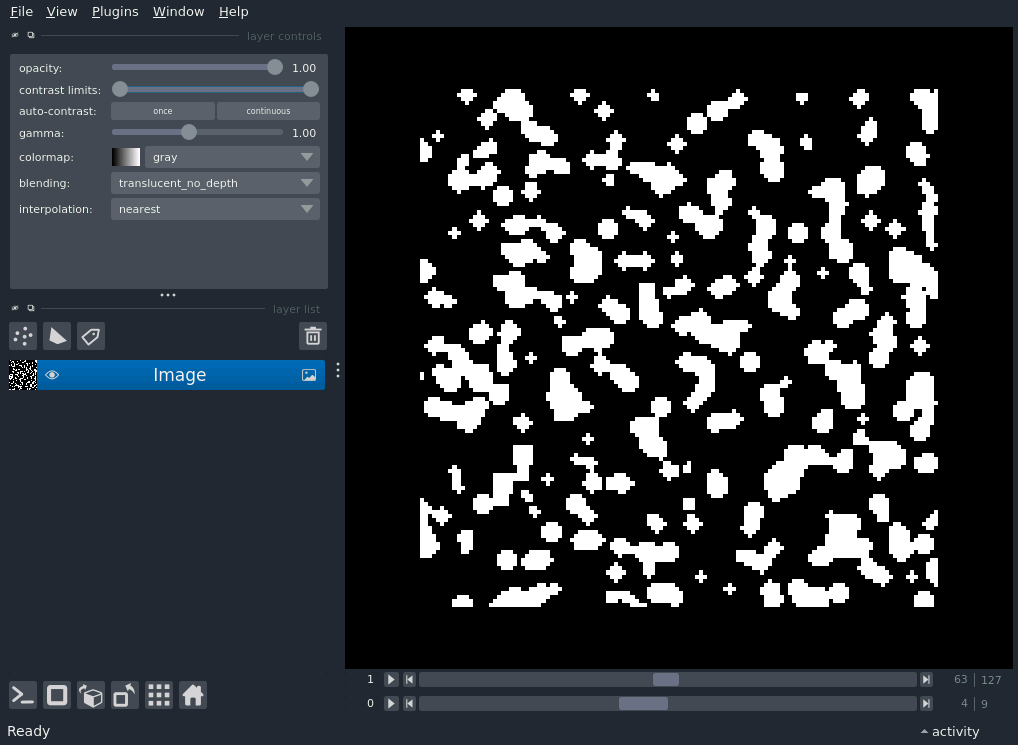 File View Plugins Window Help
layer controls
opacity: 1.00
contrast limits:
auto-contrast: once continuous
gamma: 1.00
colormap: gray
blending: translucent_no_depth
interpolation: nearest
layer list
Image
1 63 127
0 4 9
Ready activity